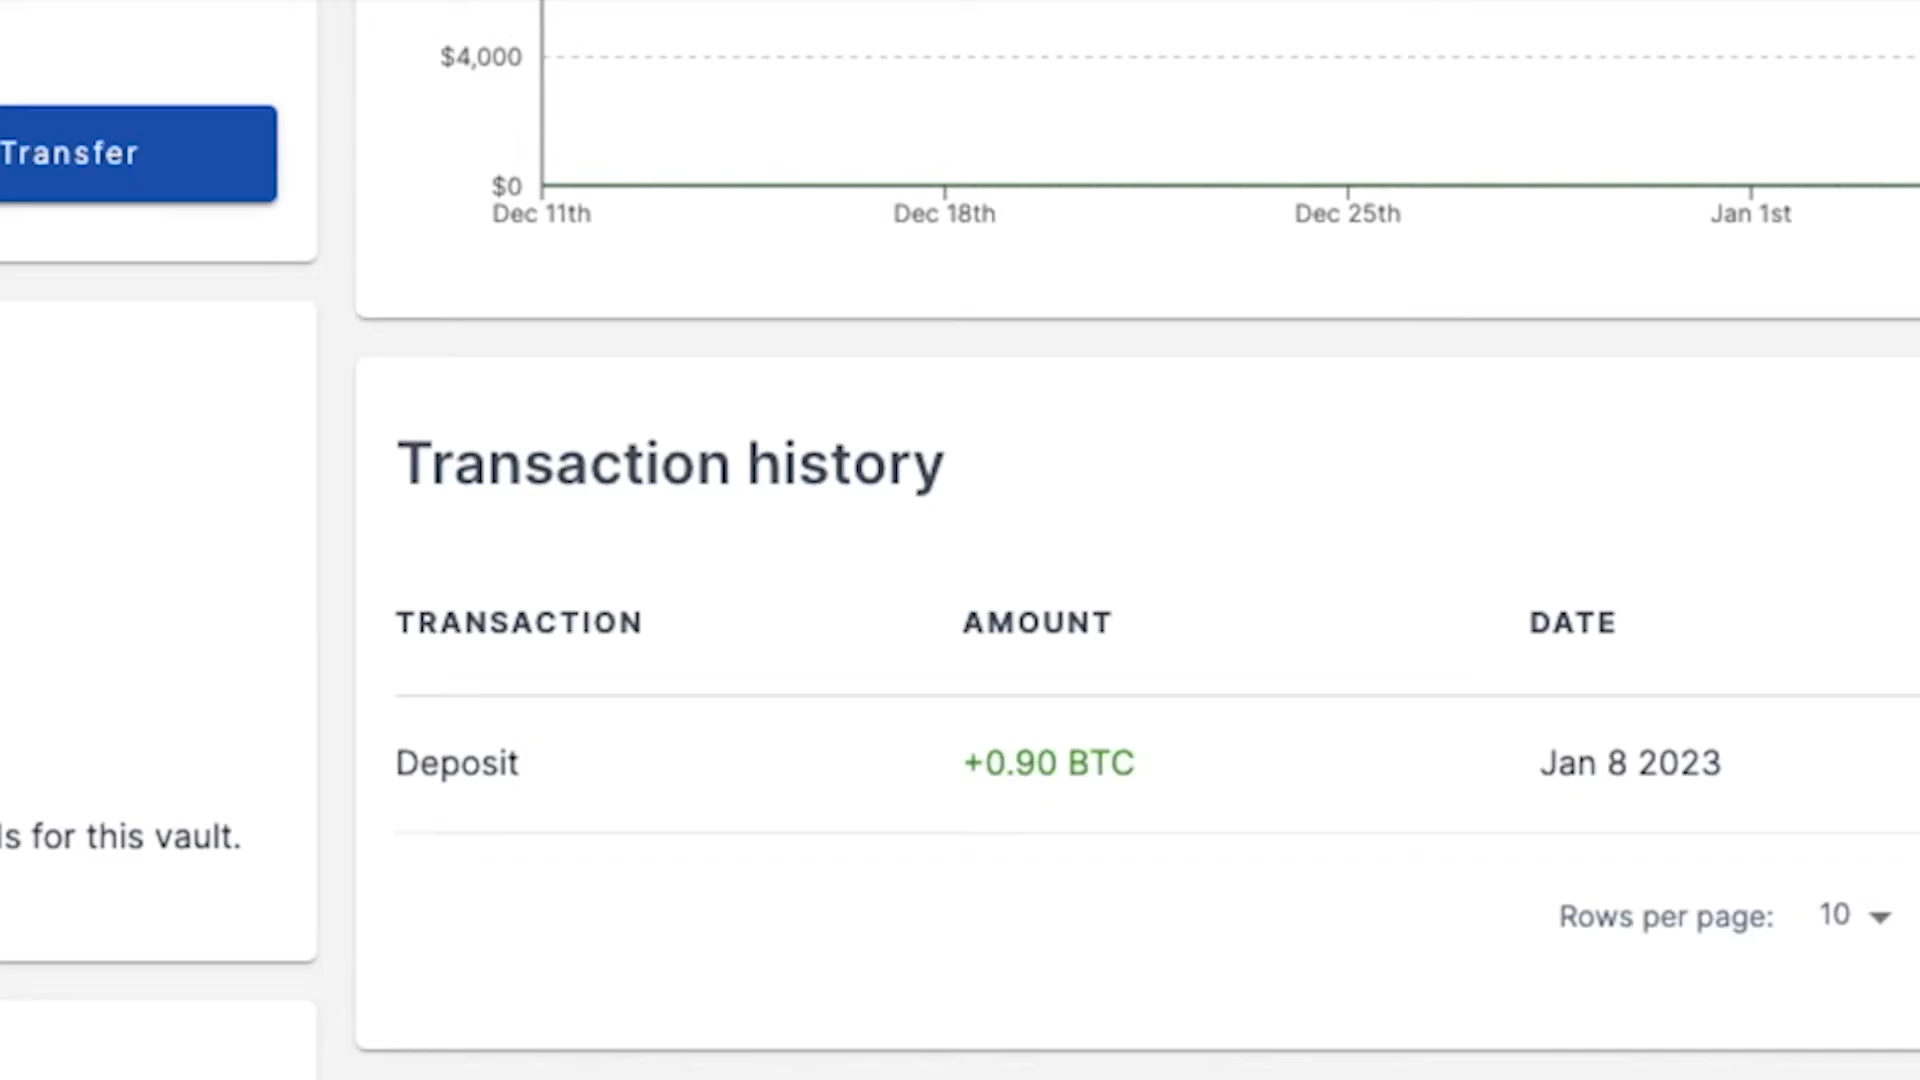 $4,000
Transfer
$0
Dec 11th Dec 18th Dec 25th Jan 1st
Transaction history
TRANSACTION AMOUNT DATE
Deposit +0.90 BTC Jan 8 2023
for this vault.
Rows per page: 10